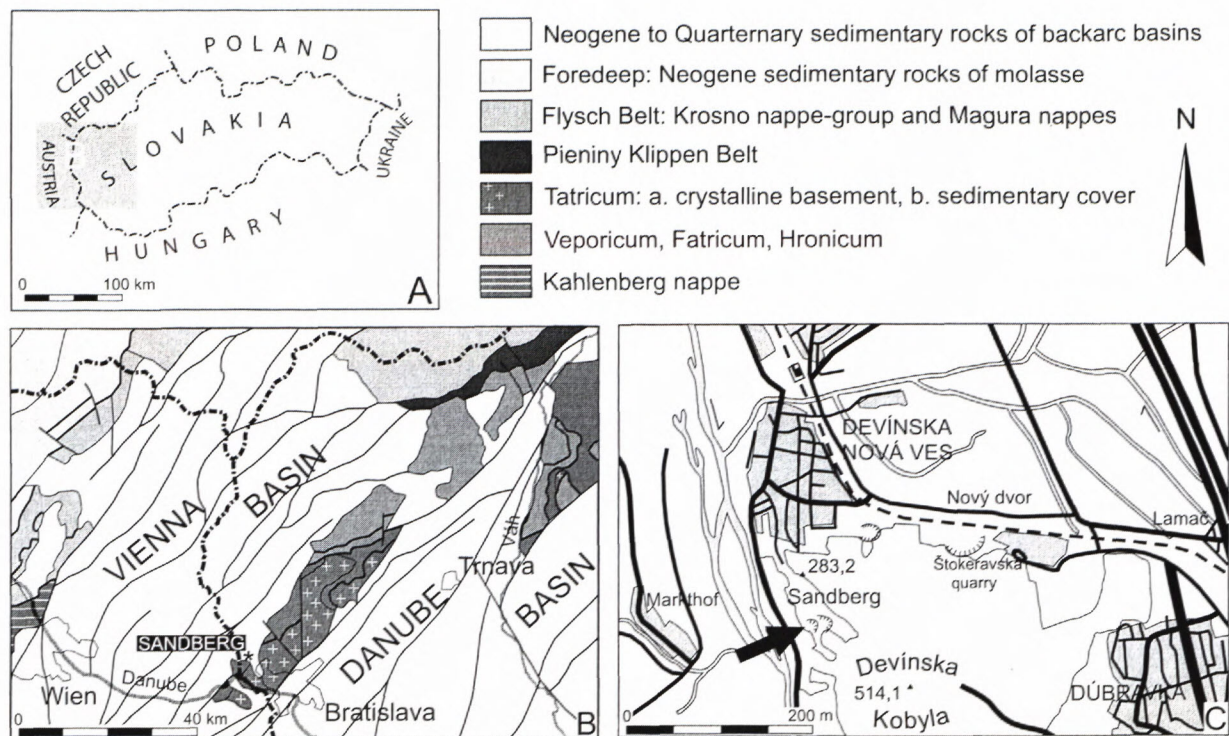 CZECH
REPUBLIC
POLAND
SLOVAKIA
AUSTRIA
UKRAINE
HUNGARY
0 100 km
A
Neogene to Quarternary sedimentary rocks of backarc basins
Foredeep: Neogene sedimentary rocks of molasse
Flysch Belt: Krosno nappe-group and Magura nappes
Pieniny Klippen Belt
Tatricum: a. crystalline basement, b. sedimentary cover
Veporicum, Fatricum, Hronicum
Kahlenberg nappe
N
VIENNA
BASIN
DANUBE
BASIN
Váh
Trnava
SANDBERG
*
Danube
Wien
Bratislava
0 40 km
B
DEVÍNSKA
NOVÁ VES
Nový dvor
Lamač
Štokeravská
quarry
283,2
Sandberg
Markthof
Devínska
514,1
Kobyla
DÚBRAVKA
0 200 m
C